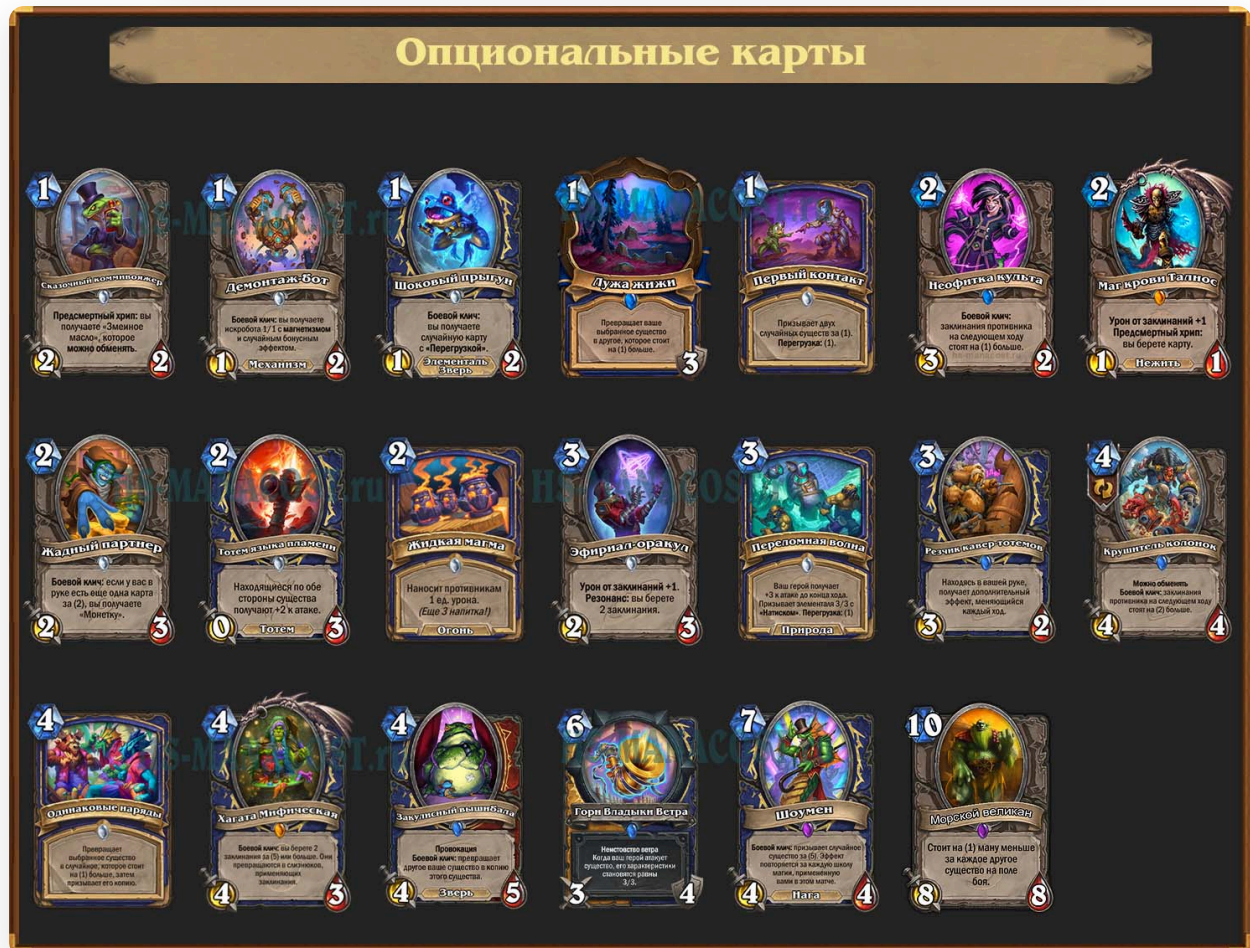 Опциональные карты
1
Сказочный коммивояжер
Предсмертный хрип: вы
получаете «Змеиное
масло», которое
можно обменять.
2
2
1
Демонтаж-бот
Боевой клич: вы получаете
искробота 1/1 с магнетизмом
и случайным бонусным
эффектом.
1
Механизм
2
1
Шоковый прыгун
Боевой клич:
вы получаете
случайную карту
с «Перегрузкой».
1
Элементаль
Зверь
2
1
Лужа жижи
Превращает ваше
выбранное существо
в другое, которое стоит
на (1) больше.
3
1
Первый контакт
Призывает двух
случайных существ за (1).
Перегрузка: (1).
2
Неофитка культа
Боевой клич:
заклинания противника
на следующем ходу
стоят на (1) больше.
hs-manacost.ru
3
2
2
Маг крови Талнос
Урон от заклинаний +1
Предсмертный хрип:
вы берете карту.
1
Нежить
1
HS-MANACOST.ru
2
Жадный партнер
Боевой клич: если у вас в
руке есть еще одна карта
за (2), вы получаете
«Монетку».
2
3
2
Тотем языка пламени
Находящиеся по обе
стороны существа
получают +2 к атаке.
0
Тотем
3
2
Жидкая магма
Наносит противникам
1 ед. урона.
(Еще 3 напитка!)
Огонь
3
Эфириал-оракул
Урон от заклинаний +1.
Резонанс: вы берете
2 заклинания.
2
3
3
Переломная волна
Ваш герой получает
+3 к атаке до конца хода.
Призывает элементаля 3/3 с
«Натиском». Перегрузка: (1)
Природа
3
Резчик кавер-тотемов
Находясь в вашей руке,
получает дополнительный
эффект, меняющийся
каждый ход.
3
2
4
Крушитель колонок
Можно обменять
Боевой клич: заклинания
противника на следующем ходу
стоят на (2) больше.
4
4
HS-MANACOST.ru
4
Одинаковые наряды
Превращает
выбранное существо
в случайное, которое стоит
на (1) больше, затем
призывает его копию.
4
Хагата Мифическая
Боевой клич: вы берете 2
заклинания за (5) или больше. Они
превращаются в слизнюков,
применяющих
заклинания.
4
3
4
Закулисный вышибала
Провокация
Боевой клич: превращает
другое ваше существо в копию
этого существа.
4
Зверь
5
6
Горн Владыки Ветра
Неистовство ветра
Когда ваш герой атакует
существо, его характеристики
становятся равны
3/3.
3
4
7
Шоумен
Боевой клич: призывает случайное
существо за (5). Эффект
повторяется за каждую школу
магии, примененную
вами в этом матче.
4
Нага
4
10
Морской великан
Стоит на (1) ману меньше
за каждое другое
существо на поле
боя.
8
8
HS-MANACOST.ru